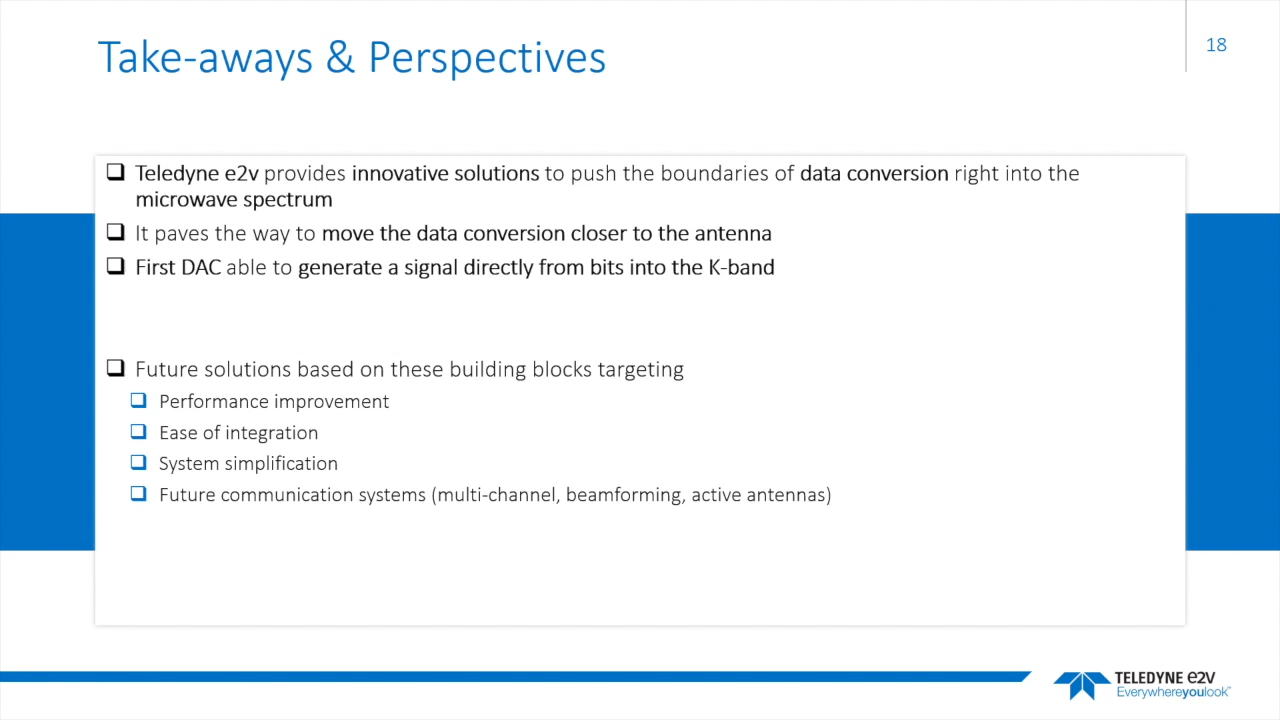 Take-aways & Perspectives
18
❑ Teledyne e2v provides innovative solutions to push the boundaries of data conversion right into the
microwave spectrum
❑ It paves the way to move the data conversion closer to the antenna
❑ First DAC able to generate a signal directly from bits into the K-band
❑ Future solutions based on these building blocks targeting
❑ Performance improvement
❑ Ease of integration
❑ System simplification
❑ Future communication systems (multi-channel, beamforming, active antennas)
TELEDYNE e2v
Everywhereyoulook™